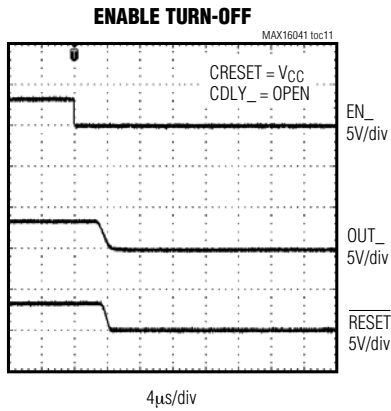 ENABLE TURN-OFF
MAX16041 toc11
T
CRESET = VCC
CDLY_ = OPEN
EN_
5V/div
OUT_
5V/div
RESET
5V/div
4µs/div